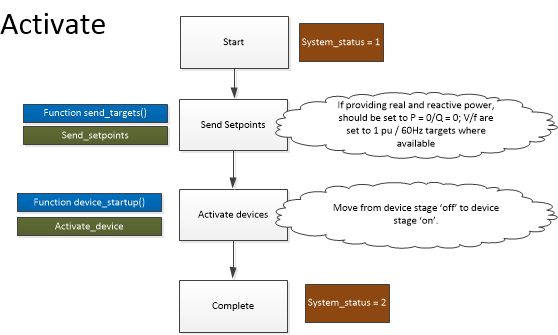 Activate
Start
System_status = 1
Function send_targets()
Send_setpoints
Send Setpoints
If providing real and reactive power,
should be set to P = 0/Q = 0; V/f are
set to 1 pu / 60Hz targets where
available
Function device_startup()
Activate_device
Activate devices
Move from device stage ‘off’ to device
stage ‘on’.
Complete
System_status = 2